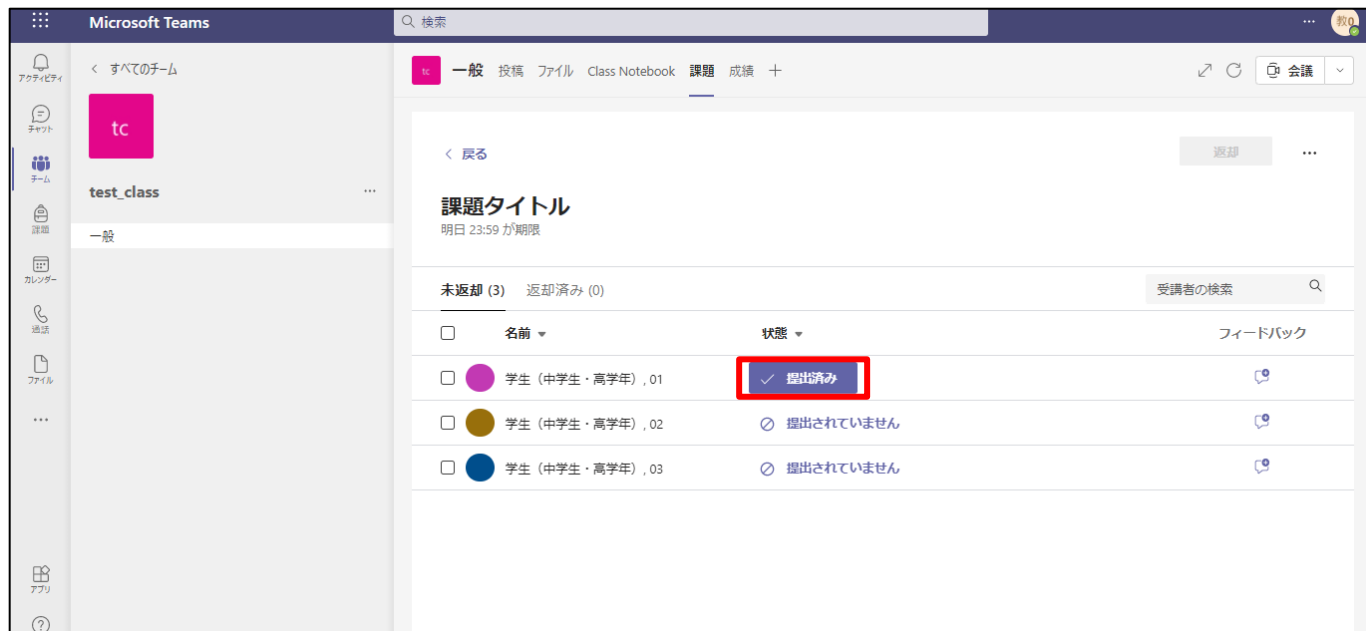 Microsoft Teams
検索
教0
アクティビティ
チャット
チーム
課題
カレンダー
通話
ファイル
アプリ
すべてのチーム
tc
test_class
一般
tc 一般 投稿 ファイル Class Notebook 課題 成績
会議
戻る
返却
課題タイトル
明日 23:59 が期限
未返却 (3) 返却済み (0)
受講者の検索
名前 状態 フィードバック
学生（中学生・高学年）, 01 提出済み
学生（中学生・高学年）, 02 提出されていません
学生（中学生・高学年）, 03 提出されていません